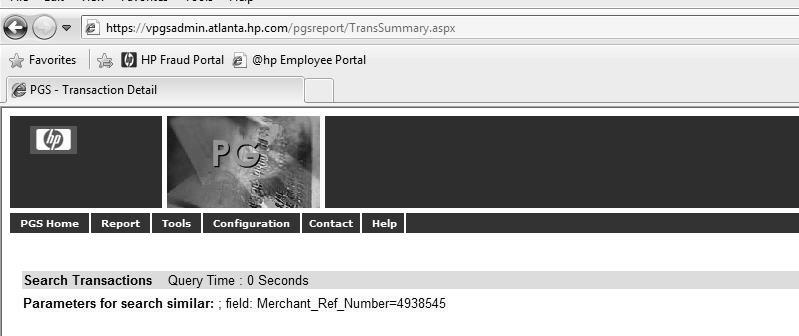 https://vpgsadmin.atlanta.hp.com/pgsreport/TransSummary.aspx
Favorites HP Fraud Portal @hp Employee Portal
PGS - Transaction Detail
hp PG
PGS Home Report Tools Configuration Contact Help
Search Transactions Query Time : 0 Seconds
Parameters for search similar: ; field: Merchant_Ref_Number=4938545